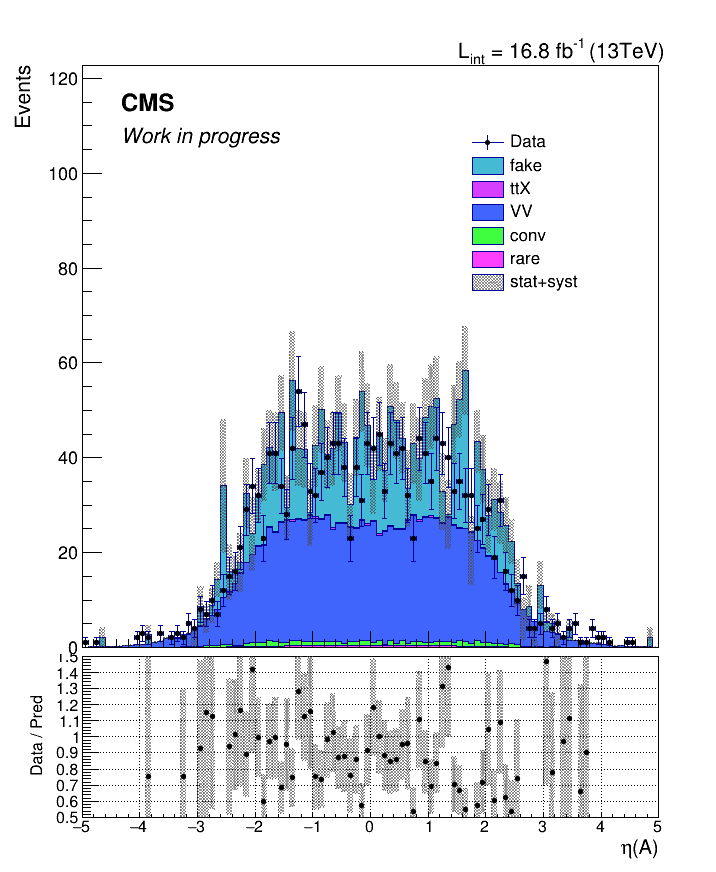 L_int = 16.8 fb⁻¹ (13TeV)
Events
120
100
80
60
40
20
0
CMS
Work in progress
Data
fake
ttX
VV
conv
rare
stat+syst
Data / Pred
1.5
1.4
1.3
1.2
1.1
1
0.9
0.8
0.7
0.6
0.5
−5 −4 −3 −2 −1 0 1 2 3 4 5
η(A)